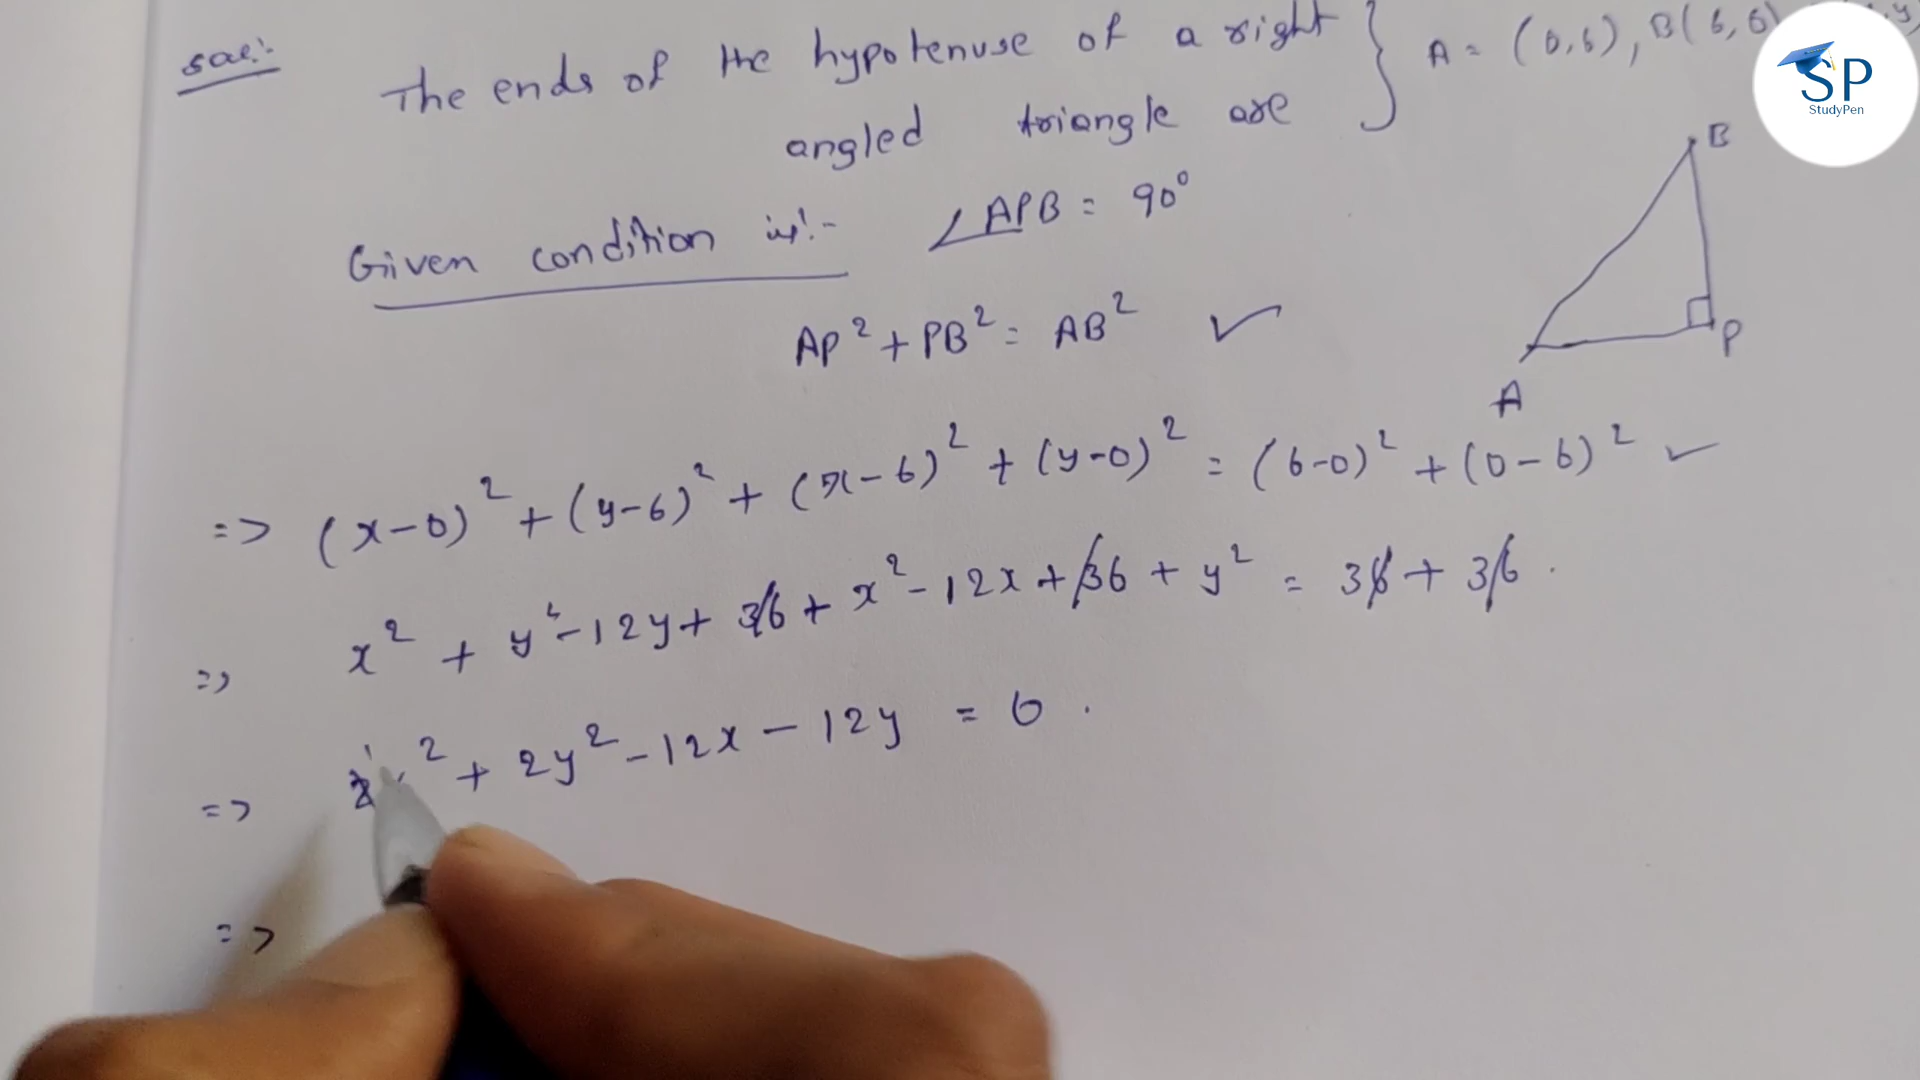 Sol:-
The ends of the hypotenuse of a right } A = (0,6), B(6,0)
angled triangle are
Given condition is:- ∠APB = 90°
AP² + PB² = AB² ✓
B
P
A
=> (x-0)² + (y-6)² + (x-6)² + (y-0)² = (6-0)² + (0-6)² ✓
=> x² + y² - 12y + 36 + x² - 12x + 36 + y² = 36 + 36 .
=> 2x² + 2y² - 12x - 12y = 0 .
=>
SP
StudyPen